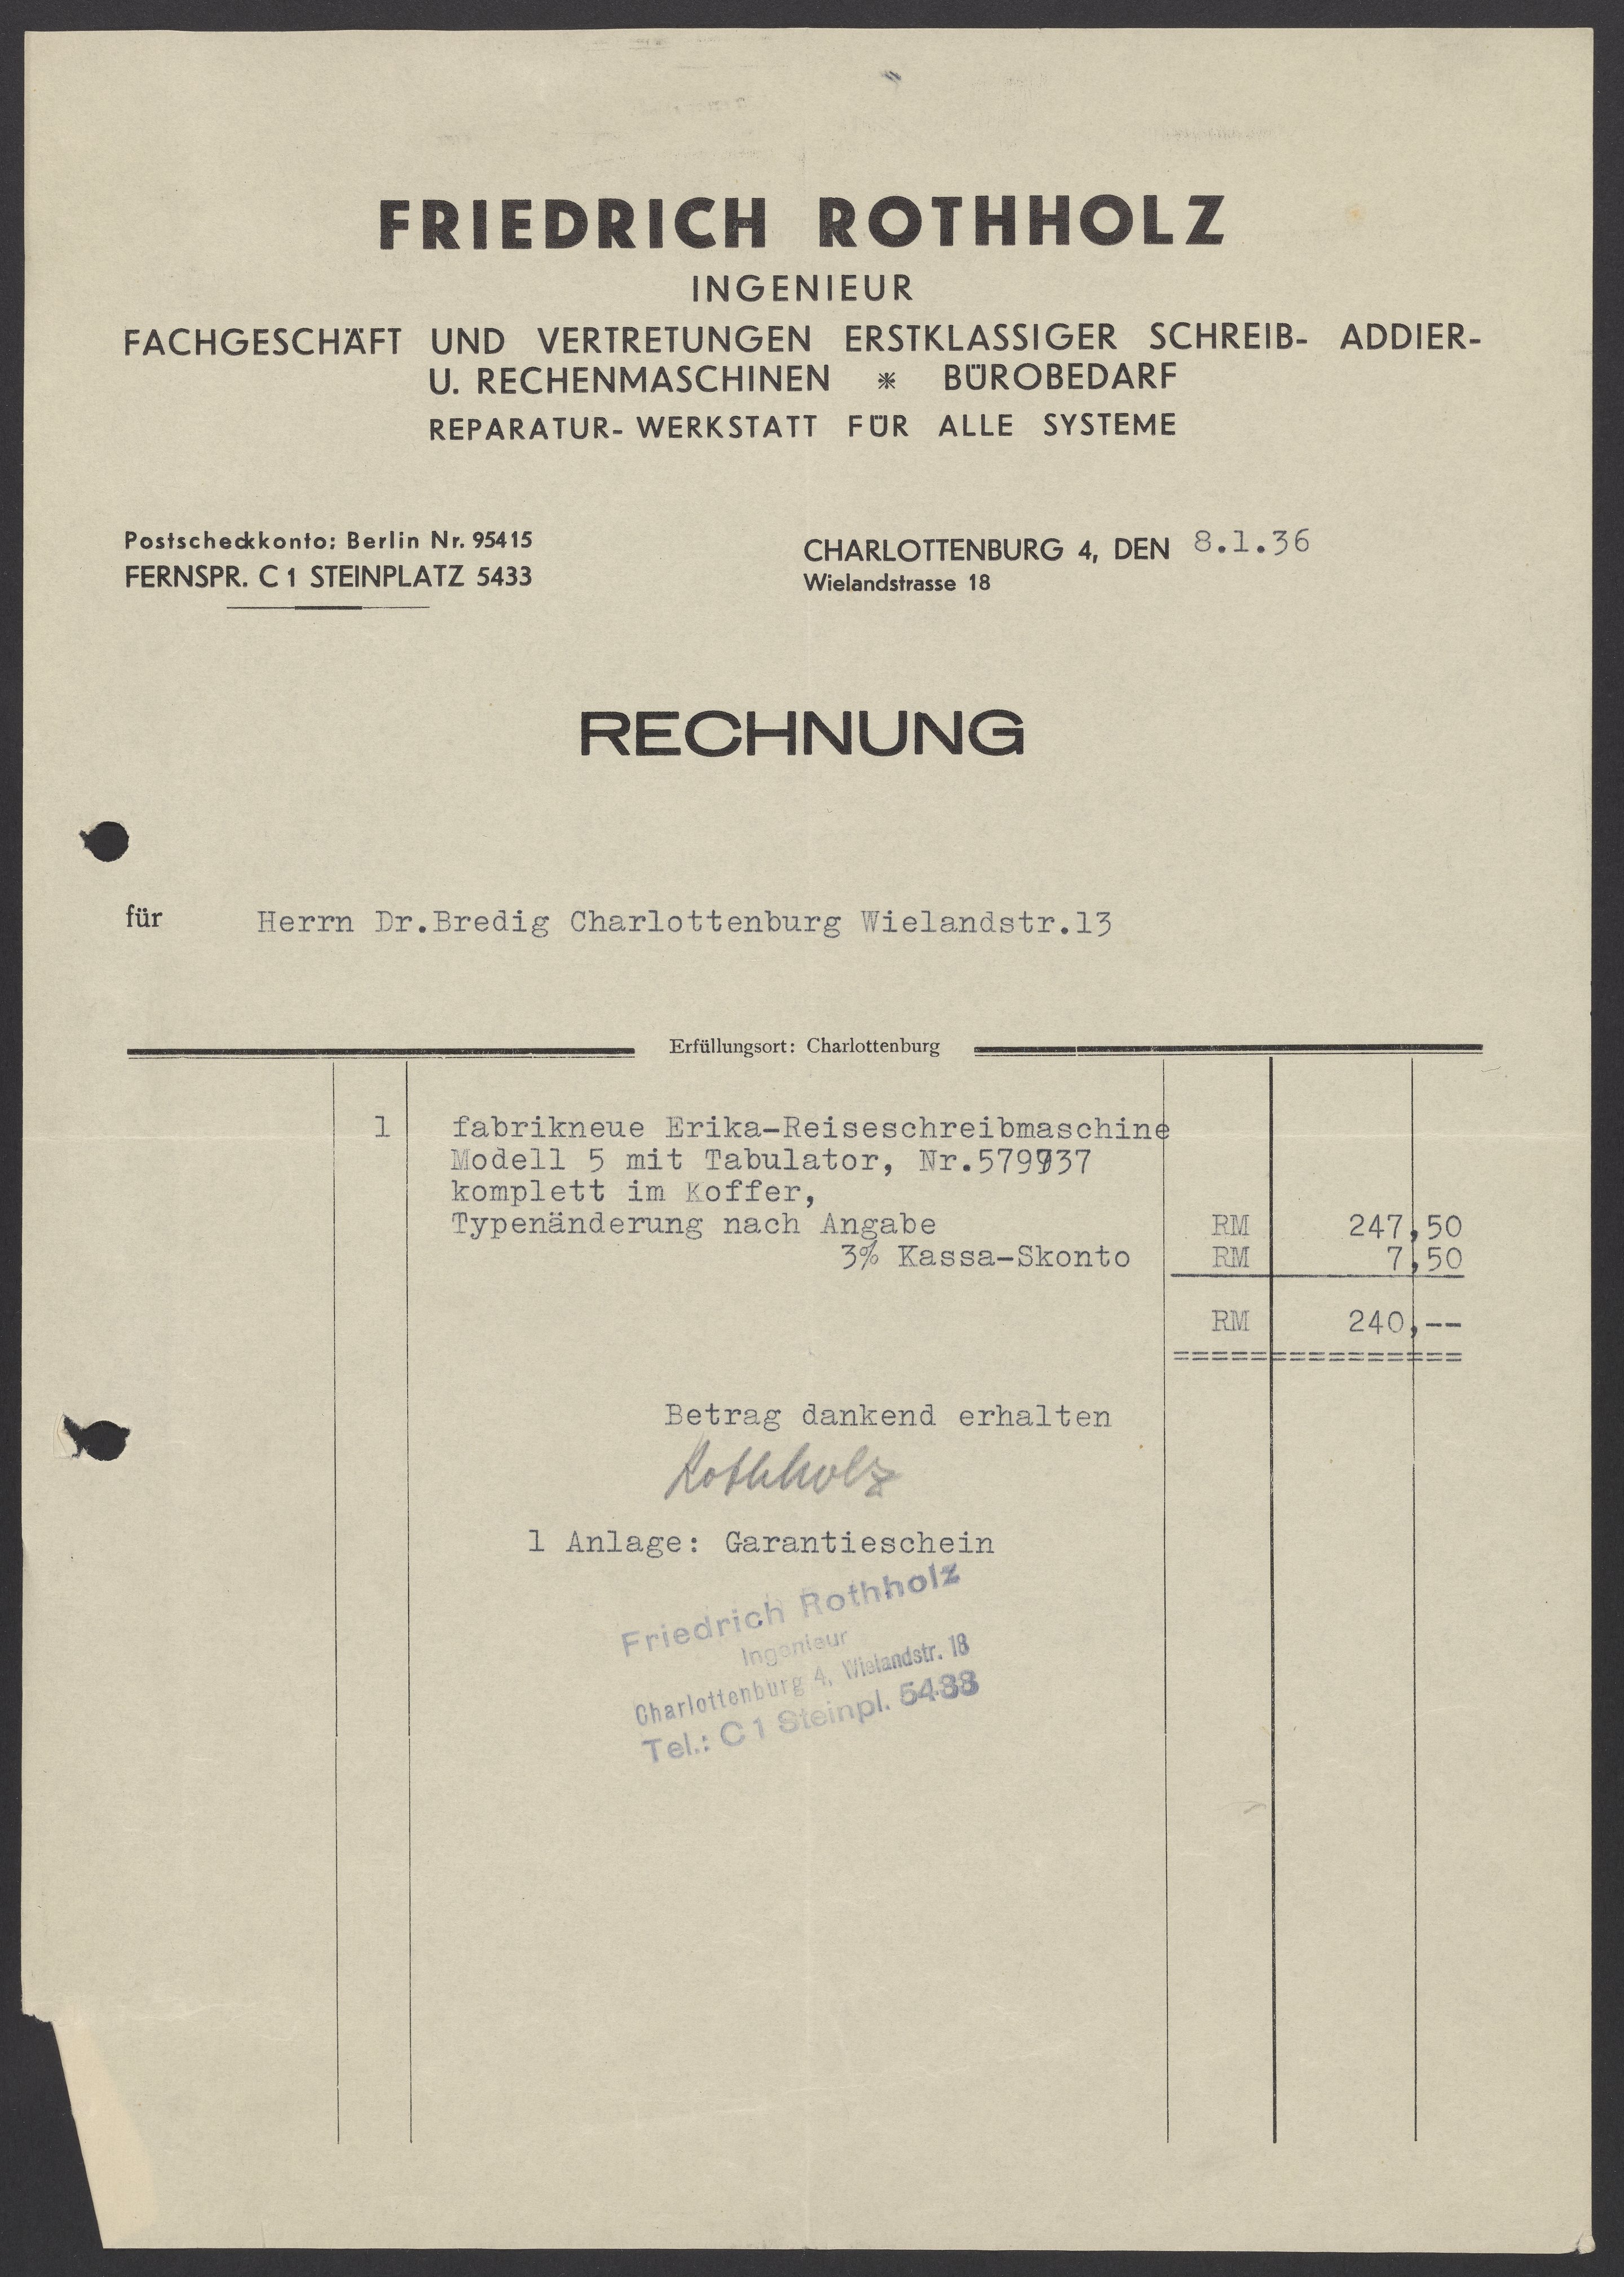 FRIEDRICH ROTHHOLZ
INGENIEUR
FACHGESCHÄFT UND VERTRETUNGEN ERSTKLASSIGER SCHREIB- ADDIER-
U. RECHENMASCHINEN * BÜROBEDARF
REPARATUR-WERKSTATT FÜR ALLE SYSTEME
Postscheckkonto: Berlin Nr. 95415
FERNSPR. C 1 STEINPLATZ 5433
CHARLOTTENBURG 4, DEN 8.1.36
Wielandstrasse 18
RECHNUNG
für Herrn Dr.Bredig Charlottenburg Wielandstr.13
Erfüllungsort: Charlottenburg
1 fabrikneue Erika-Reiseschreibmaschine
Modell 5 mit Tabulator,
komplett im Koffer,
Typenänderung nach Angabe RM 247,50
3% Kassa-Skonto RM 7,50
RM 240,--
================
Betrag dankend erhalten
Rothholz
1 Anlage: Garantieschein
Friedrich Rothholz
Ingenieur
Charlottenburg 4, Wielandstr. 18
Tel.: C 1 Steinpl. 5433